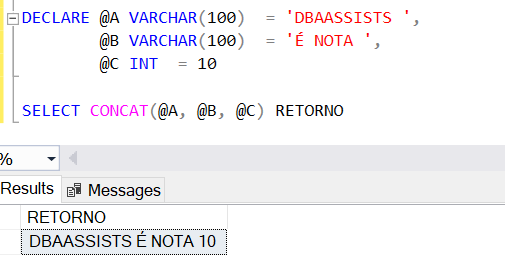 DECLARE @A VARCHAR(100)  = 'DBAASSISTS ',
@B VARCHAR(100)  = 'É NOTA ',
@C INT  = 10
SELECT CONCAT(@A, @B, @C) RETORNO
%
Results Messages
RETORNO
DBAASSISTS É NOTA 10